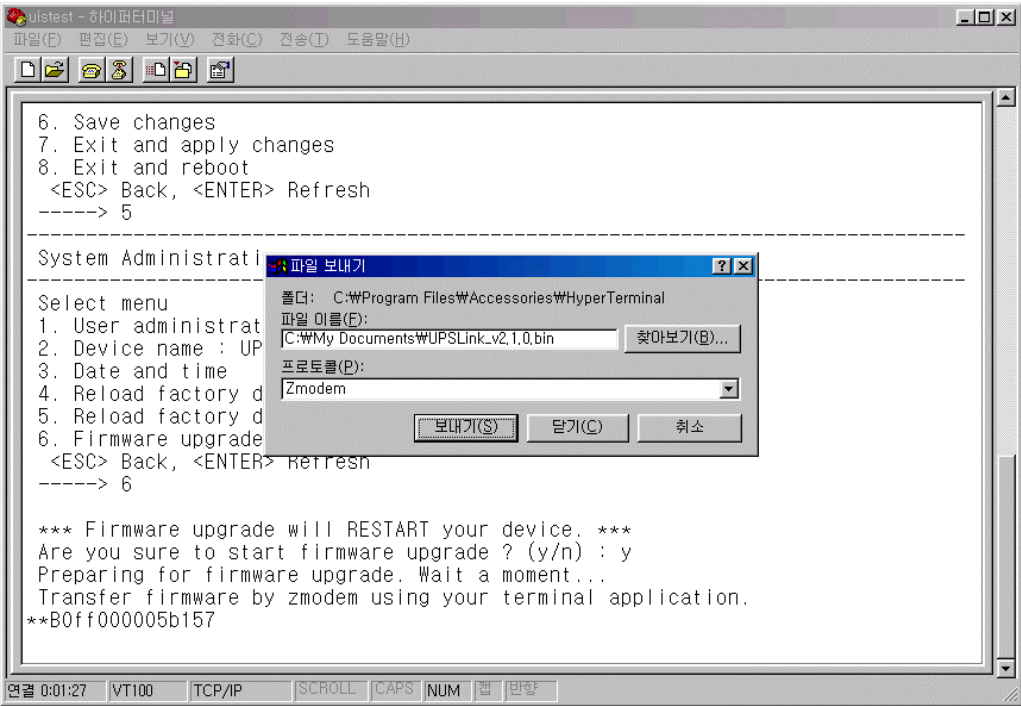 uistest - 하이퍼터미널
파일(F) 편집(E) 보기(V) 전화(C) 전송(T) 도움말(H)
6. Save changes
7. Exit and apply changes
8. Exit and reboot
<ESC> Back, <ENTER> Refresh
-----> 5
--------------------------------------------------------------------------------
System Administrati
--------------------------------------------------------------------------------
Select menu
1. User administrat
2. Device name : UP
3. Date and time
4. Reload factory d
5. Reload factory d
6. Firmware upgrade
<ESC> Back, <ENTER> Refresh
-----> 6
*** Firmware upgrade will RESTART your device. ***
Are you sure to start firmware upgrade ? (y/n) : y
Preparing for firmware upgrade. Wait a moment...
Transfer firmware by zmodem using your terminal application.
**B0ff000005b157
파일 보내기
폴더: C:₩Program Files₩Accessories₩HyperTerminal
파일 이름(F):
C:₩My Documents₩UPSLink_v2.1.0.bin 찾아보기(B)...
프로토콜(P):
Zmodem
보내기(S) 닫기(C) 취소
연결 0:01:27 VT100 TCP/IP SCROLL CAPS NUM 캡 반향